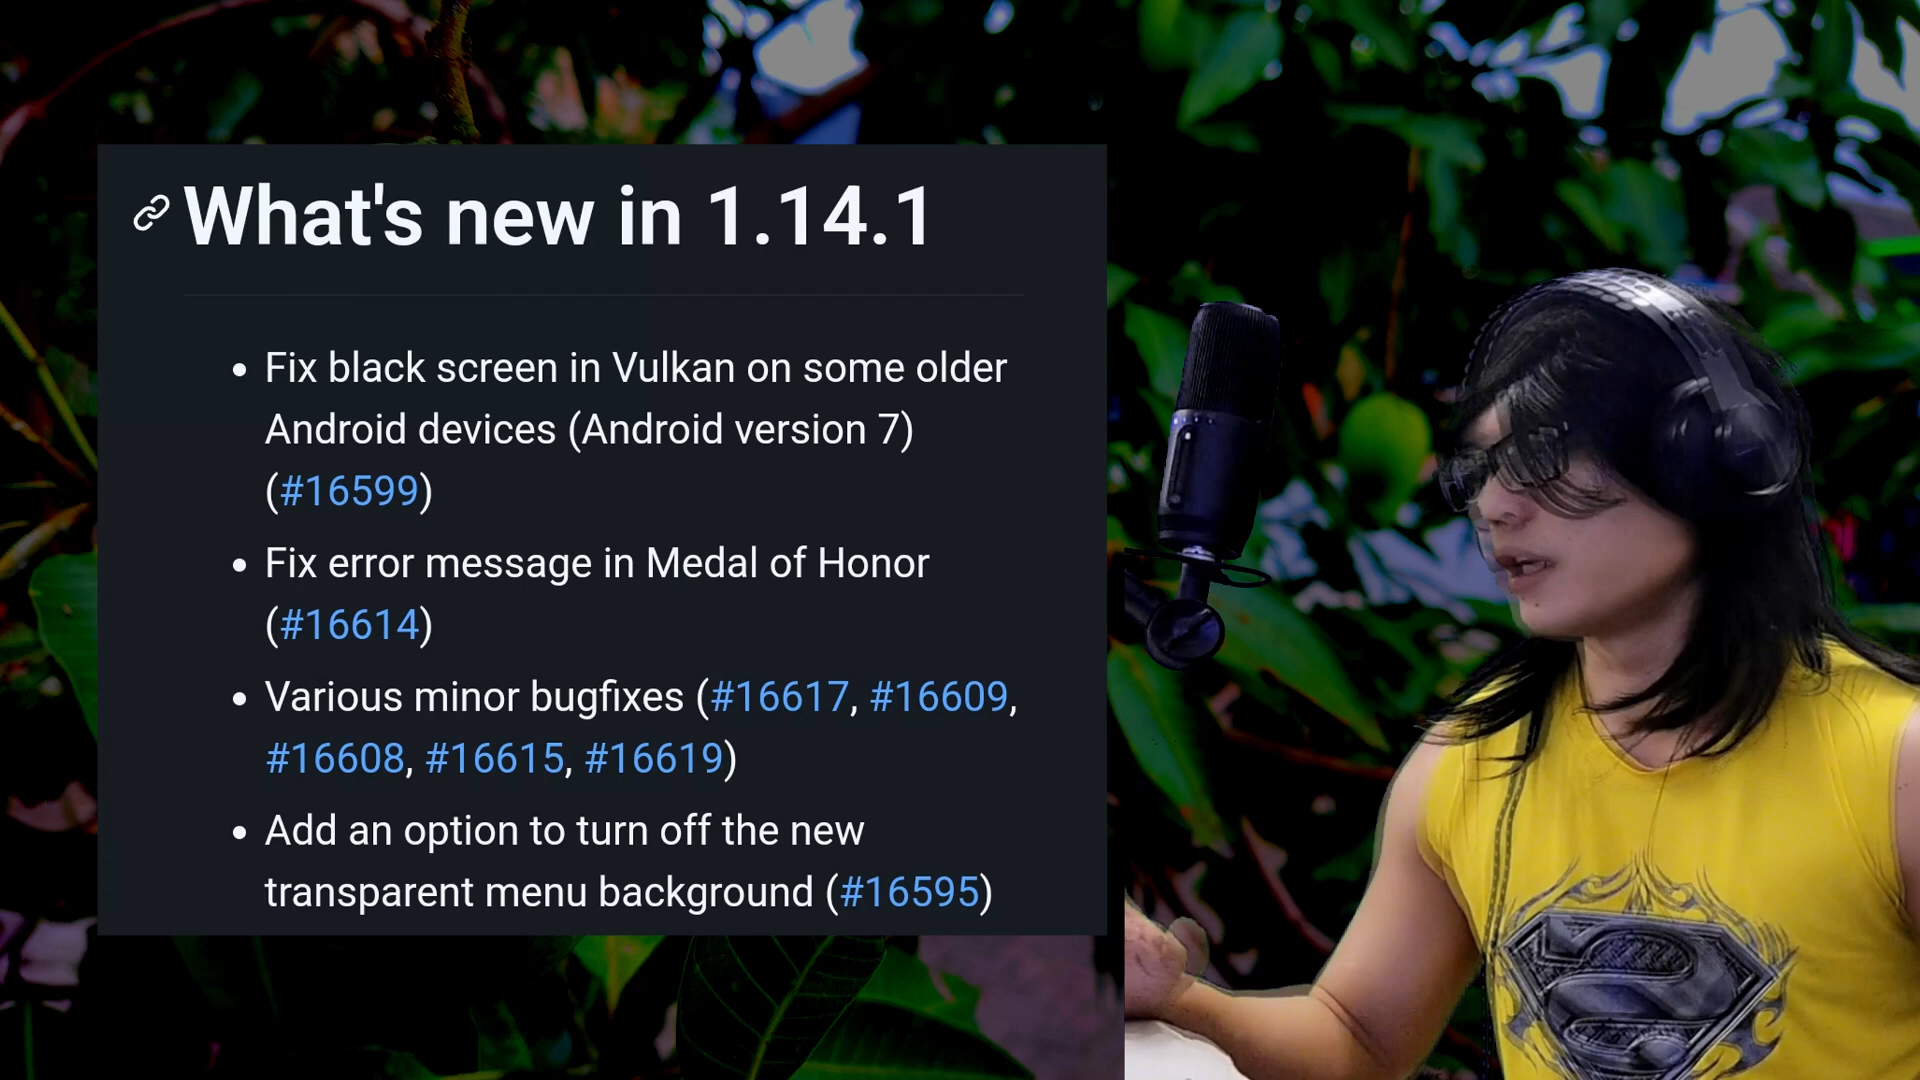 What's new in 1.14.1
• Fix black screen in Vulkan on some older
Android devices (Android version 7)
(#16599)
• Fix error message in Medal of Honor
(#16614)
• Various minor bugfixes (#16617, #16609,
#16608, #16615, #16619)
• Add an option to turn off the new
transparent menu background (#16595)